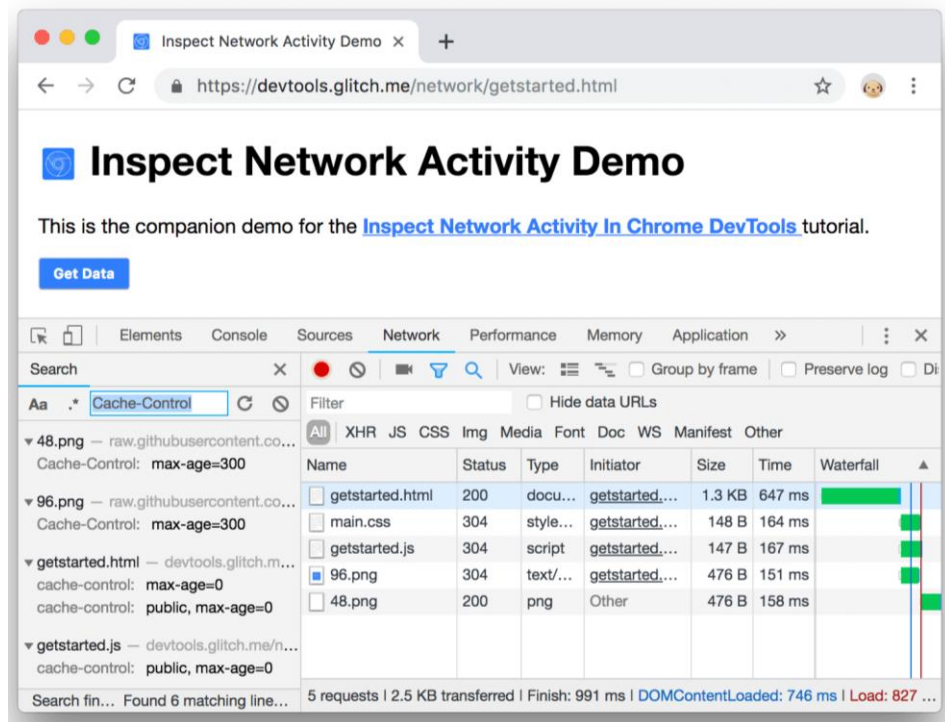 Inspect Network Activity Demo
https://devtools.glitch.me/network/getstarted.html
Inspect Network Activity Demo
This is the companion demo for the Inspect Network Activity In Chrome DevTools tutorial.
Get Data
Elements Console Sources Network Performance Memory Application »
Search
View: Group by frame Preserve log
Aa .* Cache-Control
Filter Hide data URLs
All XHR JS CSS Img Media Font Doc WS Manifest Other
48.png — raw.githubusercontent.co...
Cache-Control: max-age=300
96.png — raw.githubusercontent.co...
Cache-Control: max-age=300
getstarted.html — devtools.glitch.m...
cache-control: max-age=0
cache-control: public, max-age=0
getstarted.js — devtools.glitch.me/n...
cache-control: public, max-age=0
Search fin... Found 6 matching line...
Name Status Type Initiator Size Time Waterfall
getstarted.html 200 docu... getstarted.... 1.3 KB 647 ms
main.css 304 style... getstarted.... 148 B 164 ms
getstarted.js 304 script getstarted.... 147 B 167 ms
96.png 304 text/... getstarted.... 476 B 151 ms
48.png 200 png Other 476 B 158 ms
5 requests | 2.5 KB transferred | Finish: 991 ms | DOMContentLoaded: 746 ms | Load: 827 ...